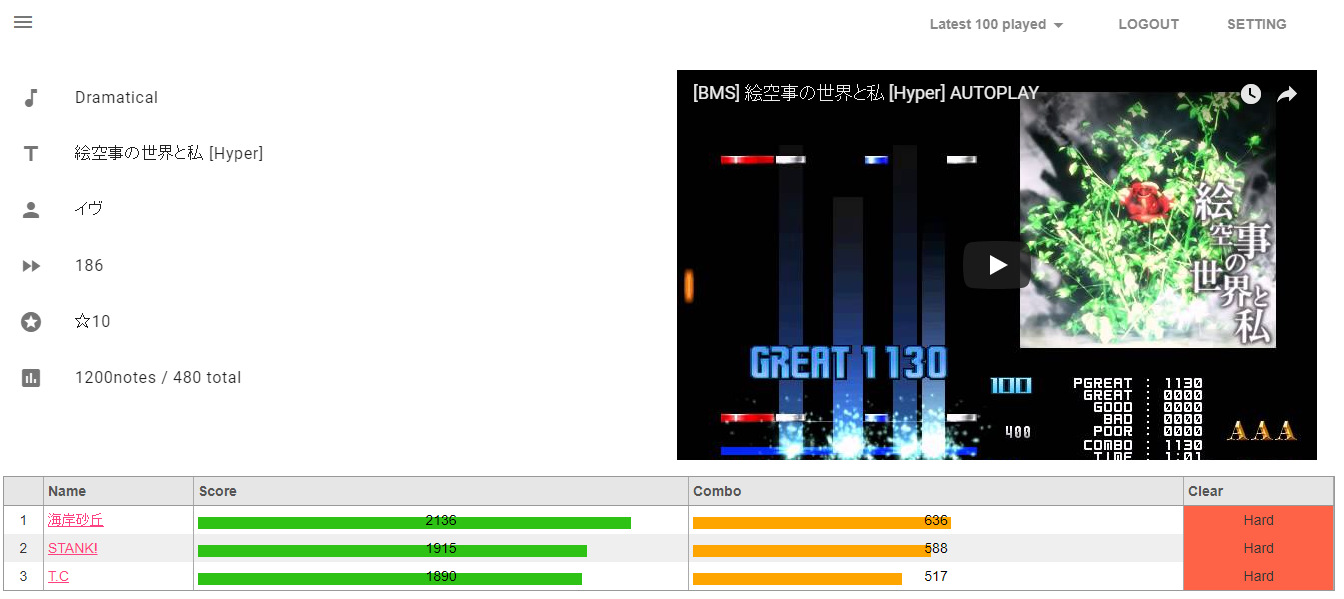 Latest 100 played
LOGOUT
SETTING
Dramatical
絵空事の世界と私 [Hyper]
イヴ
186
☆10
1200notes / 480 total
[BMS] 絵空事の世界と私 [Hyper] AUTOPLAY
絵空事の世界と私
GREAT 1130
100
400
PGREAT : 1130
GREAT : 0000
GOOD : 0000
BAD : 0000
POOR : 0000
COMBO : 1130
TIME : 1:01
AAA
Name Score Combo Clear
1 海岸砂丘 2136 636 Hard
2 STANK! 1915 588 Hard
3 T.C 1890 517 Hard